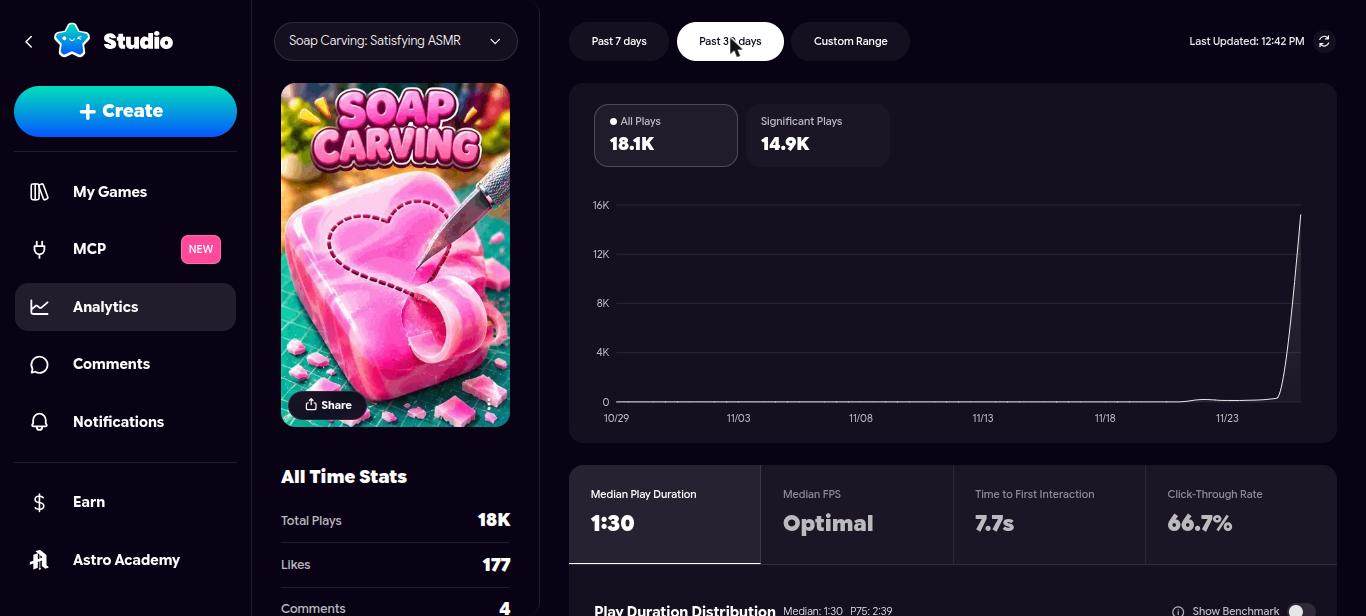 Studio
+ Create
My Games
MCP
NEW
Analytics
Comments
Notifications
Earn
Astro Academy
Soap Carving: Satisfying ASMR
SOAP
CARVING
Share
All Time Stats
Total Plays 18K
Likes 177
Comments 4
Past 7 days
Past 30 days
Custom Range
Last Updated: 12:42 PM
All Plays
18.1K
Significant Plays
14.9K
16K
12K
8K
4K
0
10/29 11/03 11/08 11/13 11/18 11/23
Median Play Duration
1:30
Median FPS
Optimal
Time to First Interaction
7.7s
Click-Through Rate
66.7%
Play Duration Distribution Median: 1:30 P75: 2:39
Show Benchmark